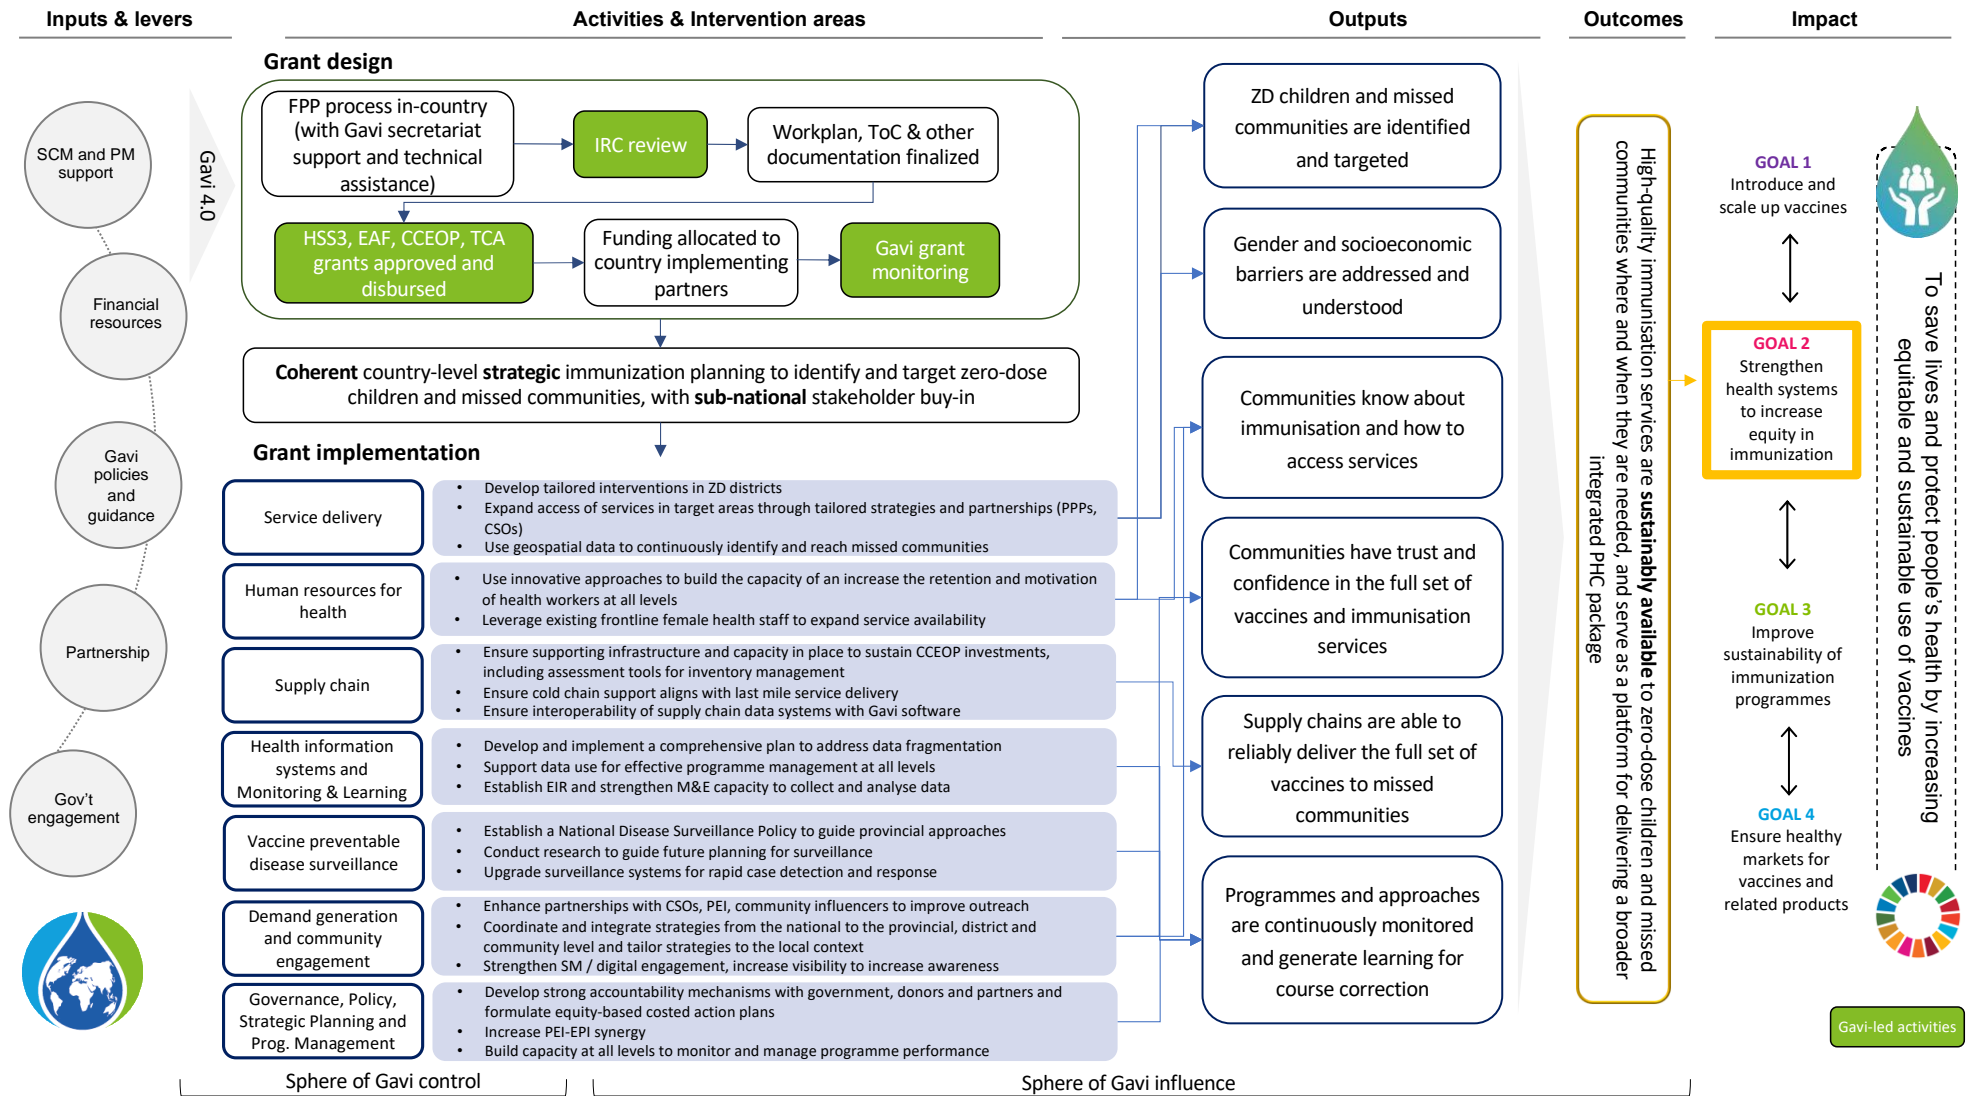 Inputs & levers
Activities & Intervention areas
Outputs
Outcomes
Impact
SCM and PM
support
Financial
resources
Gavi
policies
and
guidance
Partnership
Gov't
engagement
Gavi 4.0
Grant design
FPP process in-country
(with Gavi secretariat
support and technical
assistance)
IRC review
Workplan, ToC & other
documentation finalized
HSS3, EAF, CCEOP, TCA
grants approved and
disbursed
Funding allocated to
country implementing
partners
Gavi grant
monitoring
Coherent country-level strategic immunization planning to identify and target zero-dose
children and missed communities, with sub-national stakeholder buy-in
Grant implementation
Service delivery
• Develop tailored interventions in ZD districts
• Expand access of services in target areas through tailored strategies and partnerships (PPPs,
CSOs)
• Use geospatial data to continuously identify and reach missed communities
Human resources for
health
• Use innovative approaches to build the capacity of an increase the retention and motivation
of health workers at all levels
• Leverage existing frontline female health staff to expand service availability
Supply chain
• Ensure supporting infrastructure and capacity in place to sustain CCEOP investments,
including assessment tools for inventory management
• Ensure cold chain support aligns with last mile service delivery
• Ensure interoperability of supply chain data systems with Gavi software
Health information
systems and
Monitoring & Learning
• Develop and implement a comprehensive plan to address data fragmentation
• Support data use for effective programme management at all levels
• Establish EIR and strengthen M&E capacity to collect and analyse data
Vaccine preventable
disease surveillance
• Establish a National Disease Surveillance Policy to guide provincial approaches
• Conduct research to guide future planning for surveillance
• Upgrade surveillance systems for rapid case detection and response
Demand generation
and community
engagement
• Enhance partnerships with CSOs, PEI, community influencers to improve outreach
• Coordinate and integrate strategies from the national to the provincial, district and
community level and tailor strategies to the local context
• Strengthen SM / digital engagement, increase visibility to increase awareness
Governance, Policy,
Strategic Planning and
Prog. Management
• Develop strong accountability mechanisms with government, donors and partners and
formulate equity-based costed action plans
• Increase PEI-EPI synergy
• Build capacity at all levels to monitor and manage programme performance
ZD children and missed
communities are identified
and targeted
Gender and socioeconomic
barriers are addressed and
understood
Communities know about
immunisation and how to
access services
Communities have trust and
confidence in the full set of
vaccines and immunisation
services
Supply chains are able to
reliably deliver the full set of
vaccines to missed
communities
Programmes and approaches
are continuously monitored
and generate learning for
course correction
High-quality immunisation services are sustainably available to zero-dose children and missed
communities where and when they are needed, and serve as a platform for delivering a broader
integrated PHC package
GOAL 1
Introduce and
scale up vaccines
GOAL 2
Strengthen
health systems
to increase
equity in
immunization
GOAL 3
Improve
sustainability of
immunization
programmes
GOAL 4
Ensure healthy
markets for
vaccines and
related products
To save lives and protect people's health by increasing
equitable and sustainable use of vaccines
Gavi-led activities
Sphere of Gavi control
Sphere of Gavi influence